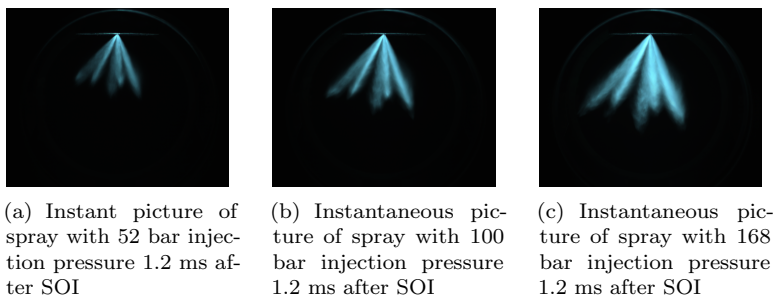 (a) Instant picture of
spray with 52 bar injec-
tion pressure 1.2 ms af-
ter SOI
(b) Instantaneous pic-
ture of spray with 100
bar injection pressure
1.2 ms after SOI
(c) Instantaneous pic-
ture of spray with 168
bar injection pressure
1.2 ms after SOI